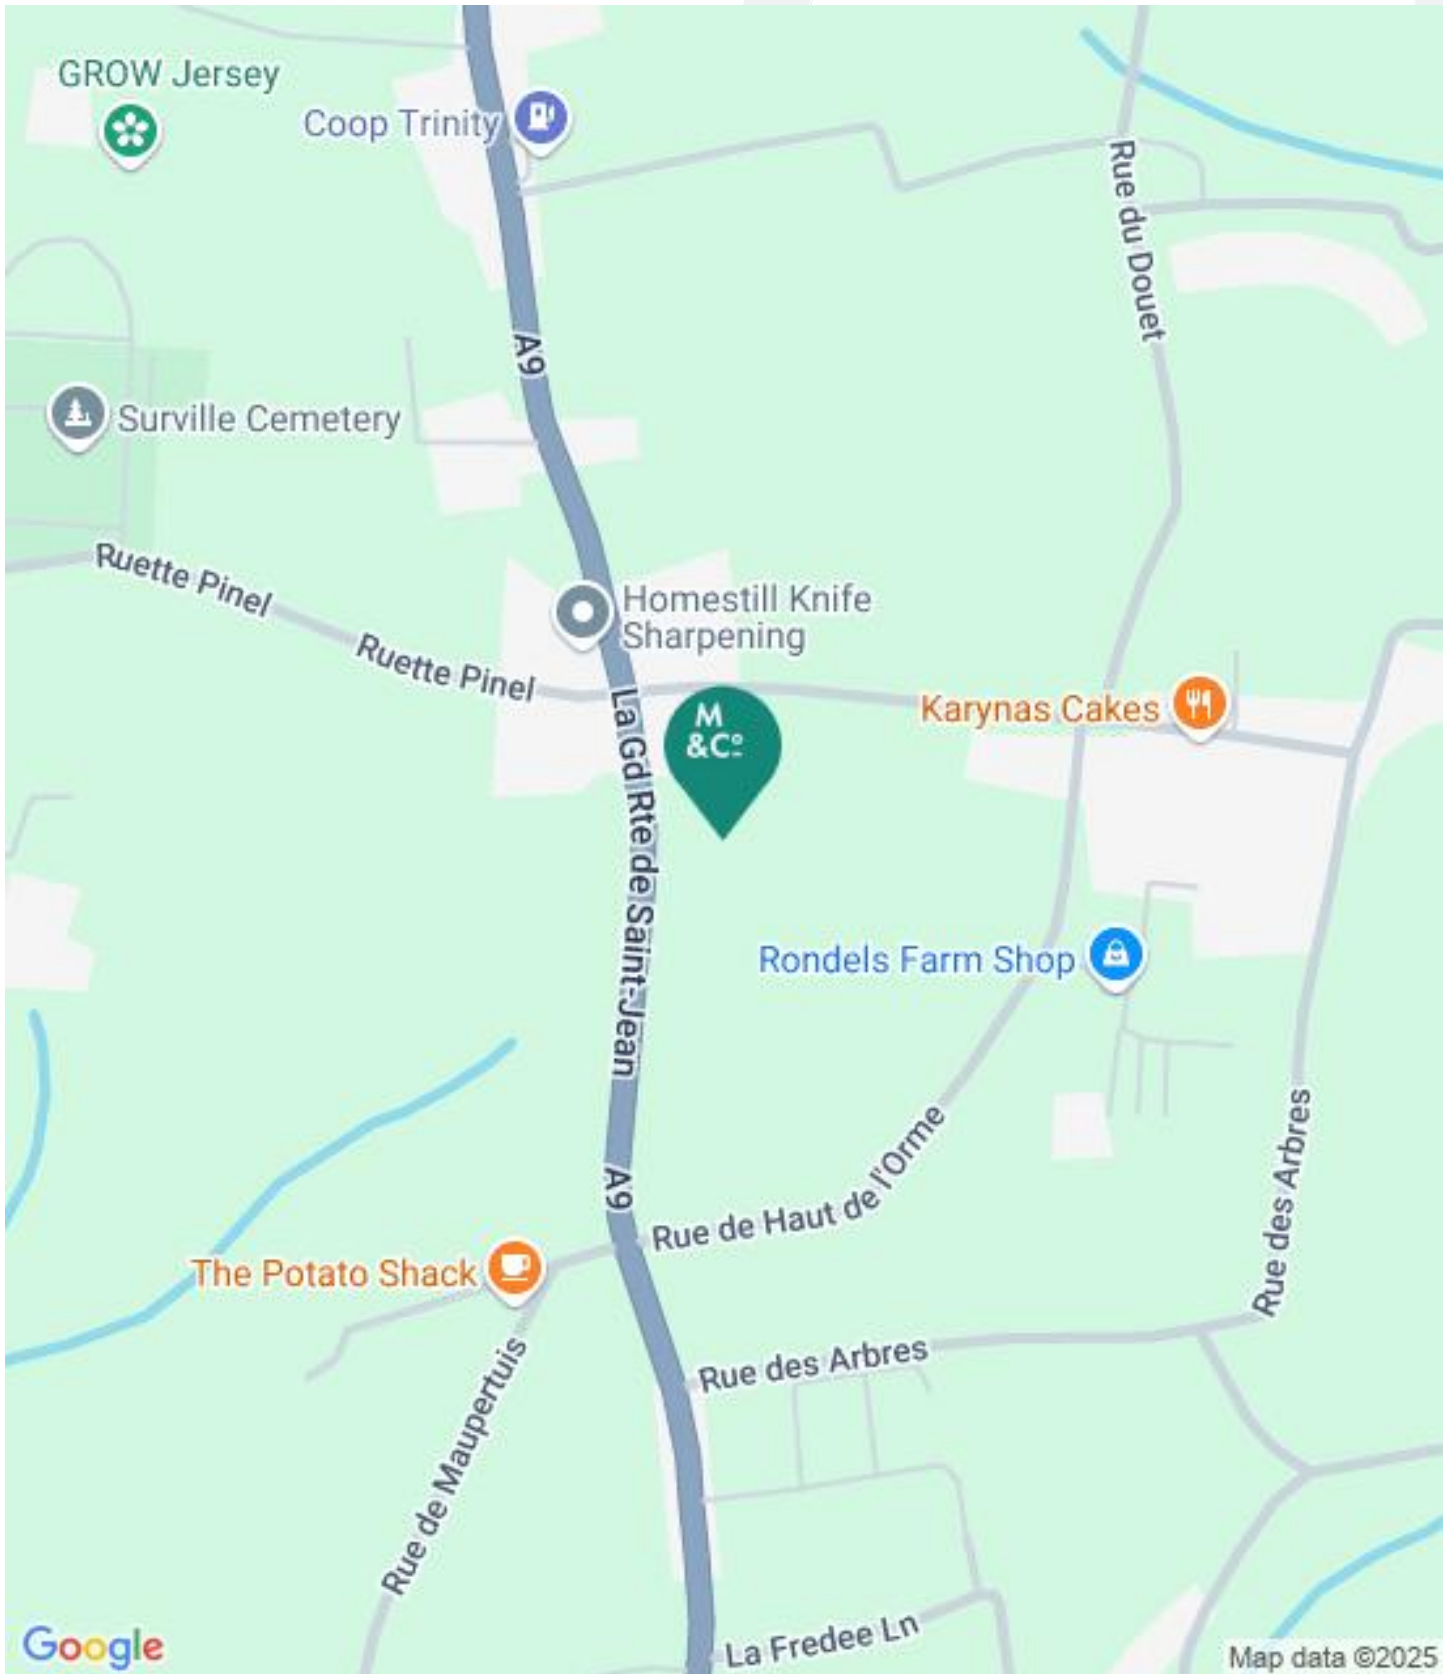 GROW Jersey
Coop Trinity
Rue du Douet
A9
Surville Cemetery
Ruette Pinel
Homestill Knife
Sharpening
Ruette Pinel
La Gd Rte de Saint-Jean
M
&Cº
Karynas Cakes
Rondels Farm Shop
Rue des Arbres
A9
Rue de Haut de l'Orme
The Potato Shack
Rue des Arbres
Rue de Maupertuis
La Fredee Ln
Google
Map data ©2025